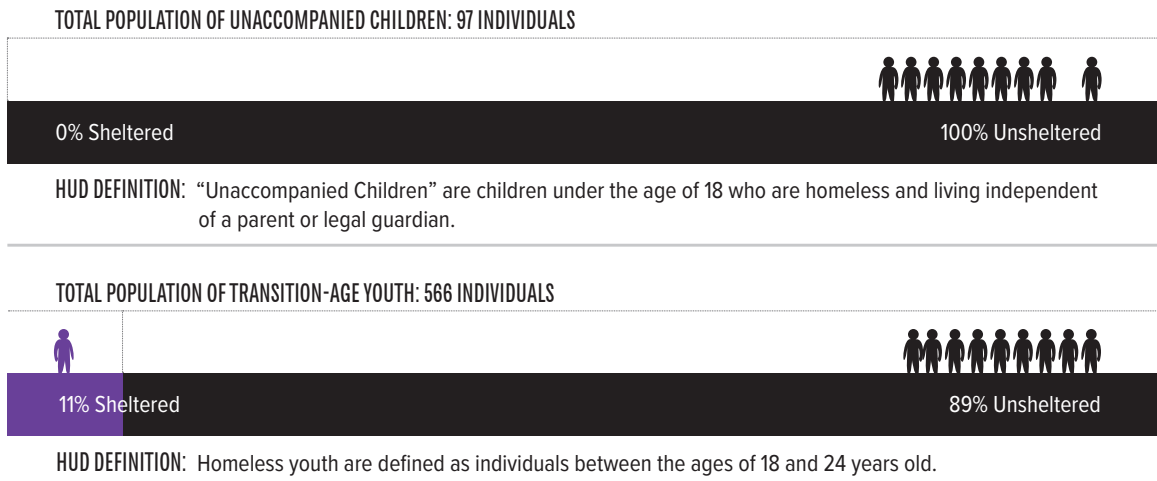 TOTAL POPULATION OF UNACCOMPANIED CHILDREN: 97 INDIVIDUALS
0% Sheltered
100% Unsheltered
HUD DEFINITION: “Unaccompanied Children” are children under the age of 18 who are homeless and living independent
of a parent or legal guardian.
TOTAL POPULATION OF TRANSITION-AGE YOUTH: 566 INDIVIDUALS
11% Sheltered
89% Unsheltered
HUD DEFINITION: Homeless youth are defined as individuals between the ages of 18 and 24 years old.